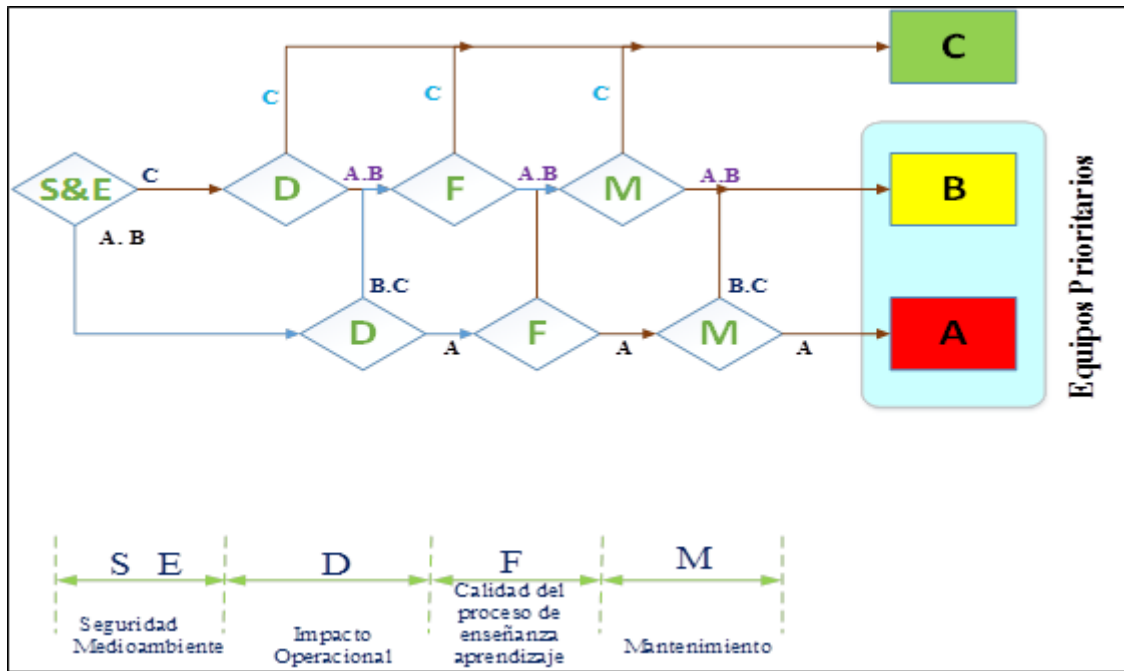 C
C
C
C
S&E
C
D
A.B
F
A.B
M
A.B
B
A. B
B.C
B.C
D
A
F
A
M
A
A
Equipos Prioritarios
S E
D
F
M
Seguridad
Medioambiente
Impacto
Operacional
Calidad del
proceso de
enseñanza
aprendizaje
Mantenimiento